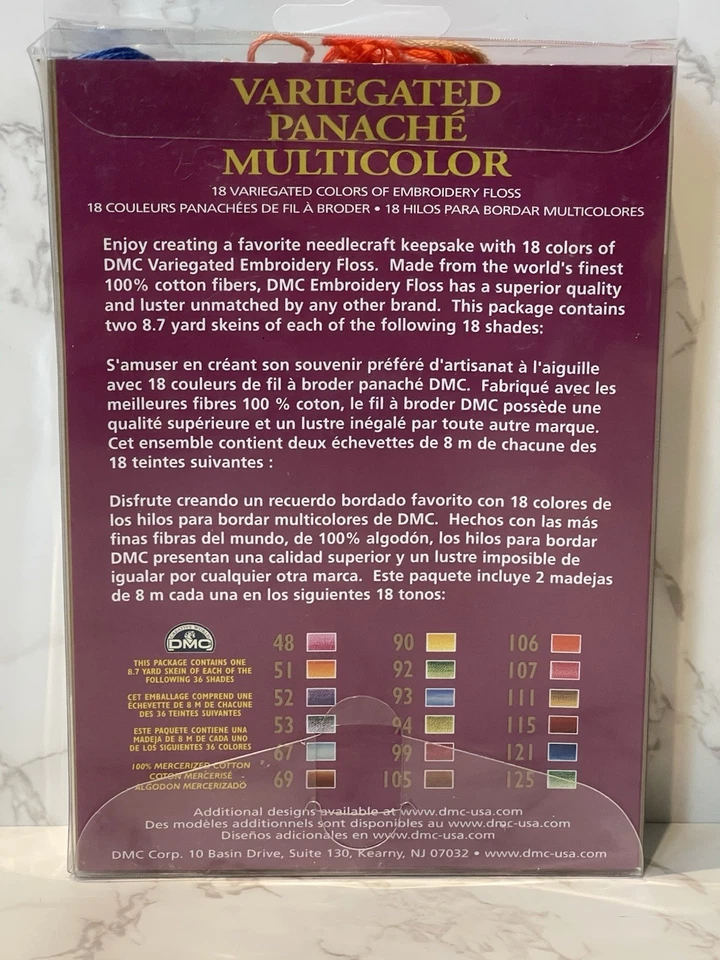 VARIEGATED
PANACHÉ
MULTICOLOR
18 VARIEGATED COLORS OF EMBROIDERY FLOSS
18 COULEURS PANACHÉES DE FIL À BRODER • 18 HILOS PARA BORDAR MULTICOLORES
Enjoy creating a favorite needlecraft keepsake with 18 colors of
DMC Variegated Embroidery Floss. Made from the world's finest
100% cotton fibers, DMC Embroidery Floss has a superior quality
and luster unmatched by any other brand. This package contains
two 8.7 yard skeins of each of the following 18 shades:
S'amuser en créant son souvenir préféré d'artisanat à l'aiguille
avec 18 couleurs de fil à broder panaché DMC. Fabriqué avec les
meilleures fibres 100 % coton, le fil à broder DMC possède une
qualité supérieure et un lustre inégalé par toute autre marque.
Cet ensemble contient deux échevettes de 8 m de chacune des
18 teintes suivantes :
Disfrute creando un recuerdo bordado favorito con 18 colores de
los hilos para bordar multicolores de DMC. Hechos con las más
finas fibras del mundo, de 100% algodón, los hilos para bordar
DMC presentan una calidad superior y un lustre imposible de
igualar por cualquier otra marca. Este paquete incluye 2 madejas
de 8 m cada una en los siguientes 18 tonos:
DMC
THIS PACKAGE CONTAINS ONE
8.7 YARD SKEIN OF EACH OF THE
FOLLOWING 36 SHADES
CET EMBALLAGE COMPREND UNE
ÉCHEVETTE DE 8 M DE CHACUNE
DES 36 TEINTES SUIVANTES
ESTE PAQUETE CONTIENE UNA
MADEJA DE 8 M DE CADA UNO
DE LOS SIGUIENTES 36 COLORES
100% MERCERIZED COTTON
COTON MERCERISÉ
ALGODON MERCERIZADO
48 90 106
51 92 107
52 93 111
53 94 115
67 99 121
69 105 125
Additional designs available at www.dmc-usa.com
Des modèles additionnels sont disponibles au www.dmc-usa.com
Diseños adicionales en www.dmc-usa.com
DMC Corp. 10 Basin Drive, Suite 130, Kearny, NJ 07032 • www.dmc-usa.com